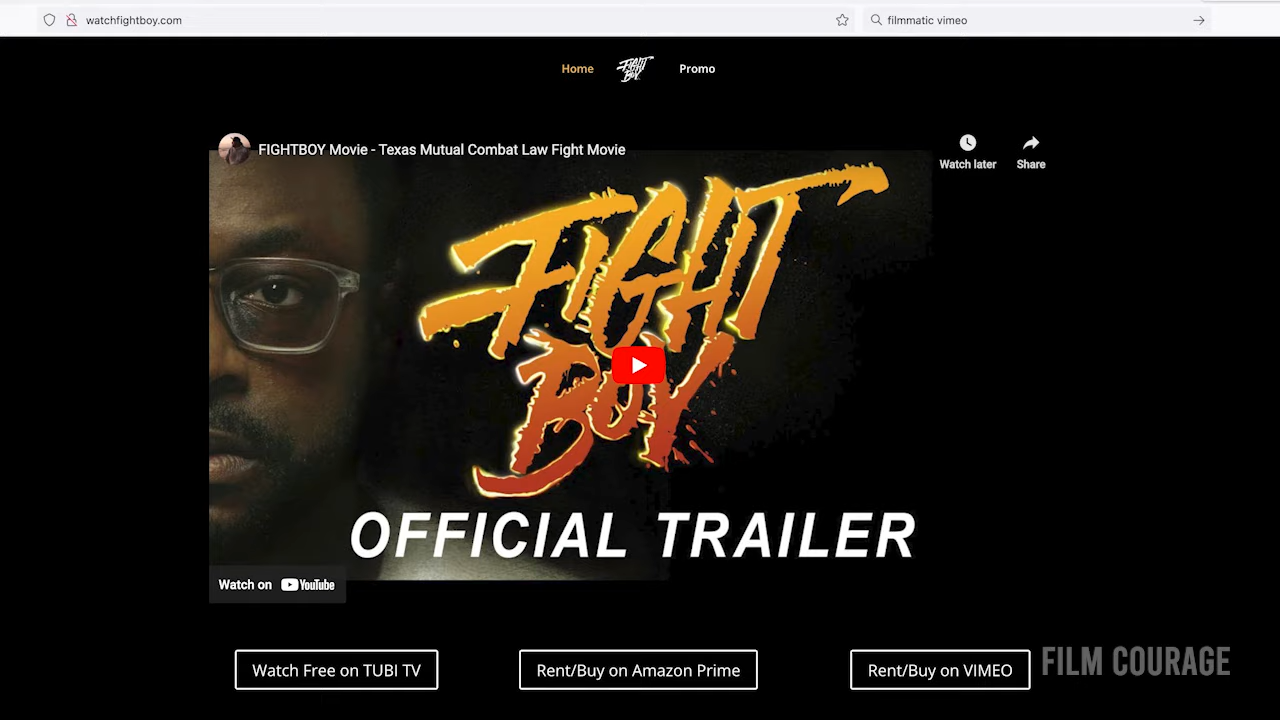 watchfightboy.com
filmmatic vimeo
Home
FIGHT
BOY
Promo
FIGHTBOY Movie - Texas Mutual Combat Law Fight Movie
Watch later
Share
FIGHT
BOY
OFFICIAL TRAILER
Watch on YouTube
Watch Free on TUBI TV
Rent/Buy on Amazon Prime
Rent/Buy on VIMEO
FILM COURAGE